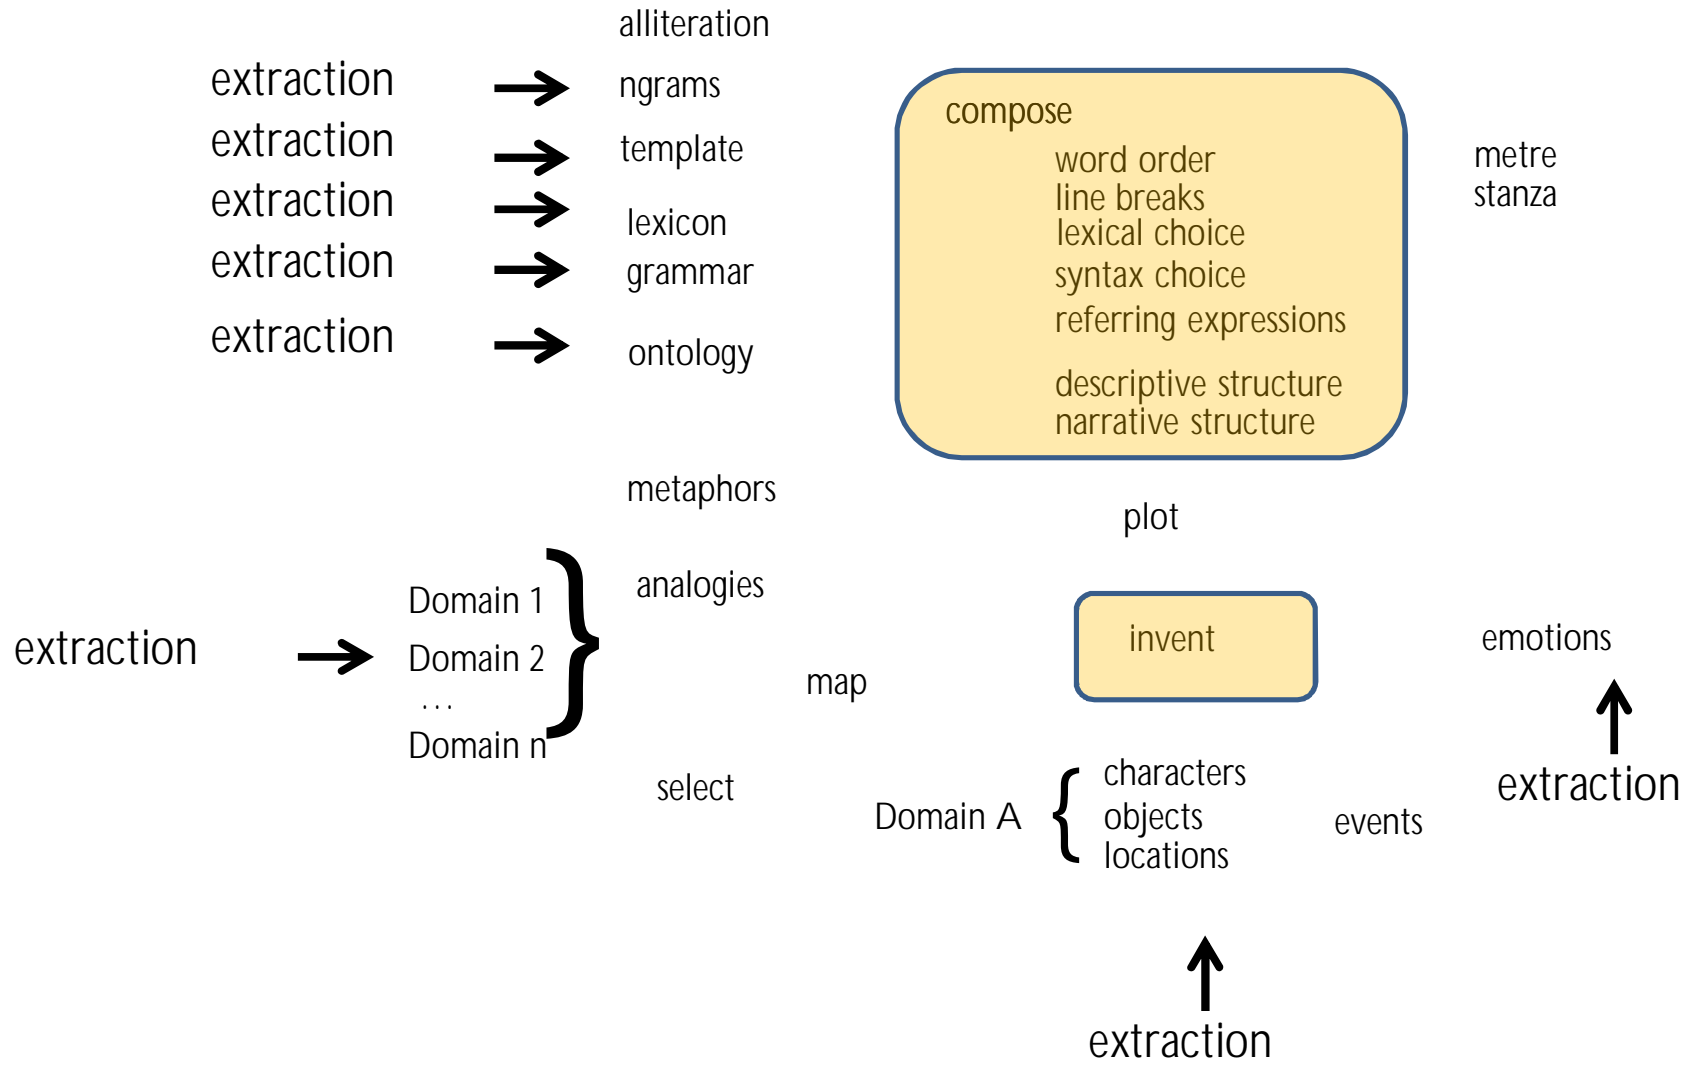 alliteration
extraction
ngrams
extraction
template
extraction
lexicon
extraction
grammar
extraction
ontology
compose
word order
line breaks
lexical choice
syntax choice
referring expressions
descriptive structure
narrative structure
metre
stanza
metaphors
plot
analogies
extraction
Domain 1
Domain 2
...
Domain n
map
invent
emotions
extraction
select
Domain A
characters
objects
locations
events
extraction